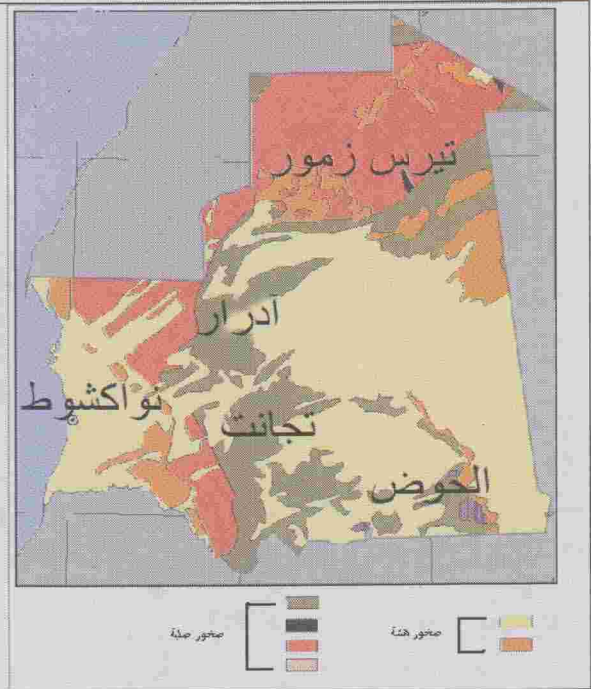 تيرس زمور
آدرار
نواكشوط
تجانت
الحوض
صخور هشة
صخور صلبة